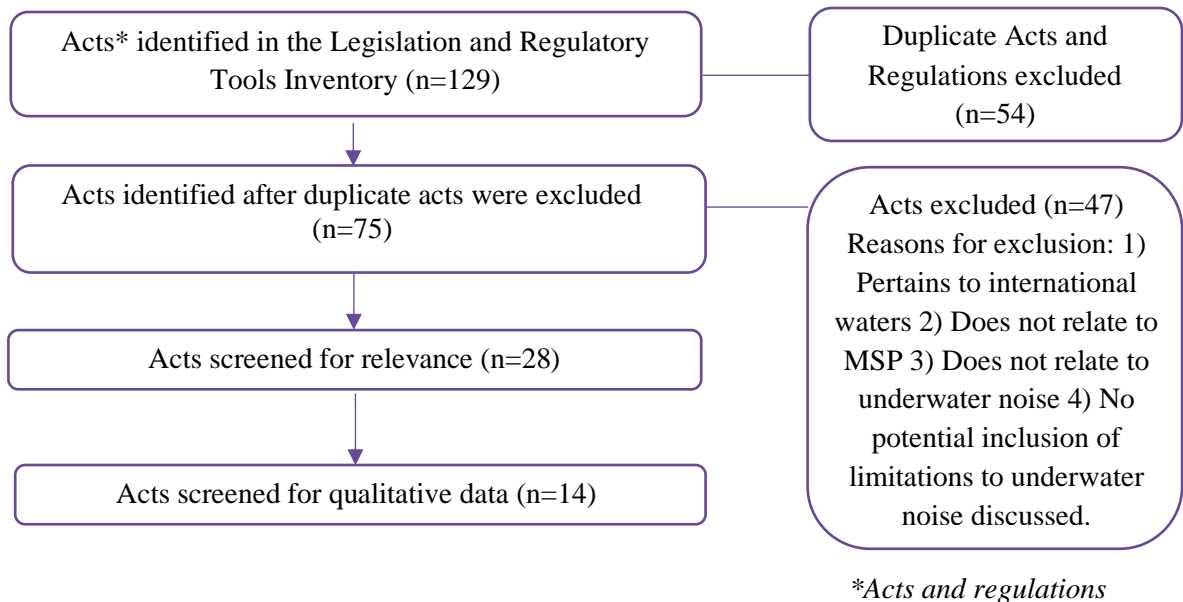 Acts* identified in the Legislation and Regulatory
Tools Inventory (n=129)
Duplicate Acts and
Regulations excluded
(n=54)
Acts identified after duplicate acts were excluded
(n=75)
Acts excluded (n=47)
Reasons for exclusion: 1)
Pertains to international
waters 2) Does not relate to
MSP 3) Does not relate to
underwater noise 4) No
potential inclusion of
limitations to underwater
noise discussed.
Acts screened for relevance (n=28)
Acts screened for qualitative data (n=14)
*Acts and regulations